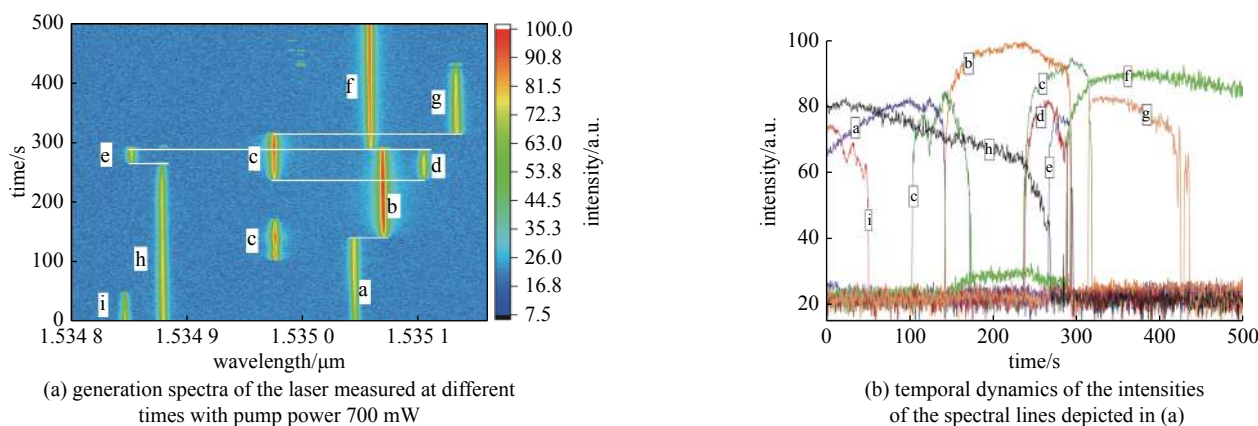 500
400
300
200
100
0
time/s
1.534 8
1.534 9
1.535 0
1.535 1
wavelength/μm
f
g
e
c
d
b
c
h
a
i
100.0
90.8
81.5
72.3
63.0
53.8
44.5
35.3
26.0
16.8
7.5
intensity/a.u.
(a) generation spectra of the laser measured at different
times with pump power 700 mW
100
80
60
40
20
intensity/a.u.
0
100
200
300
400
500
time/s
b
c
f
d
g
a
h
e
c
i
(b) temporal dynamics of the intensities
of the spectral lines depicted in (a)